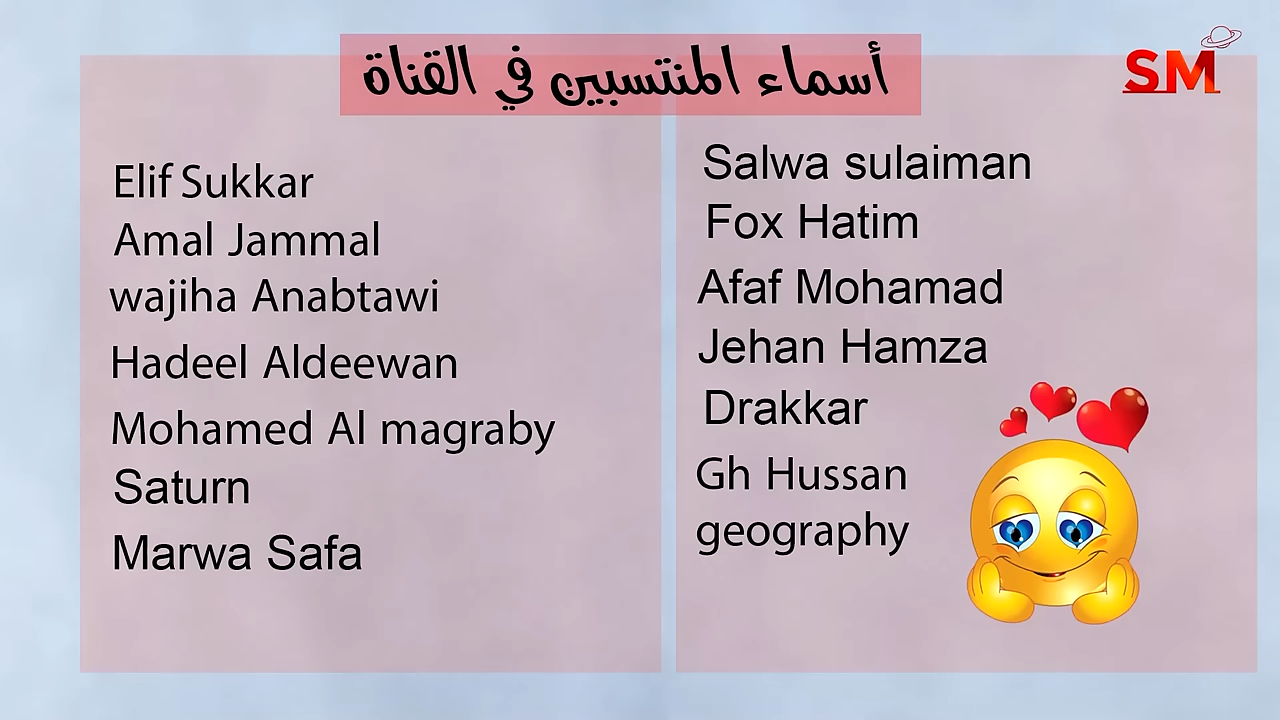 أسماء المنتسبين في القناة
SM
Elif Sukkar
Amal Jammal
wajiha Anabtawi
Hadeel Aldeewan
Mohamed Al magraby
Saturn
Marwa Safa
Salwa sulaiman
Fox Hatim
Afaf Mohamad
Jehan Hamza
Drakkar
Gh Hussan
geography